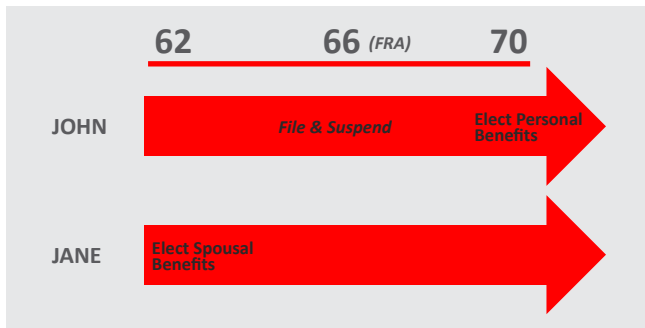 62 66 (FRA) 70
JOHN
File & Suspend
Elect Personal
Benefits
JANE
Elect Spousal
Benefits